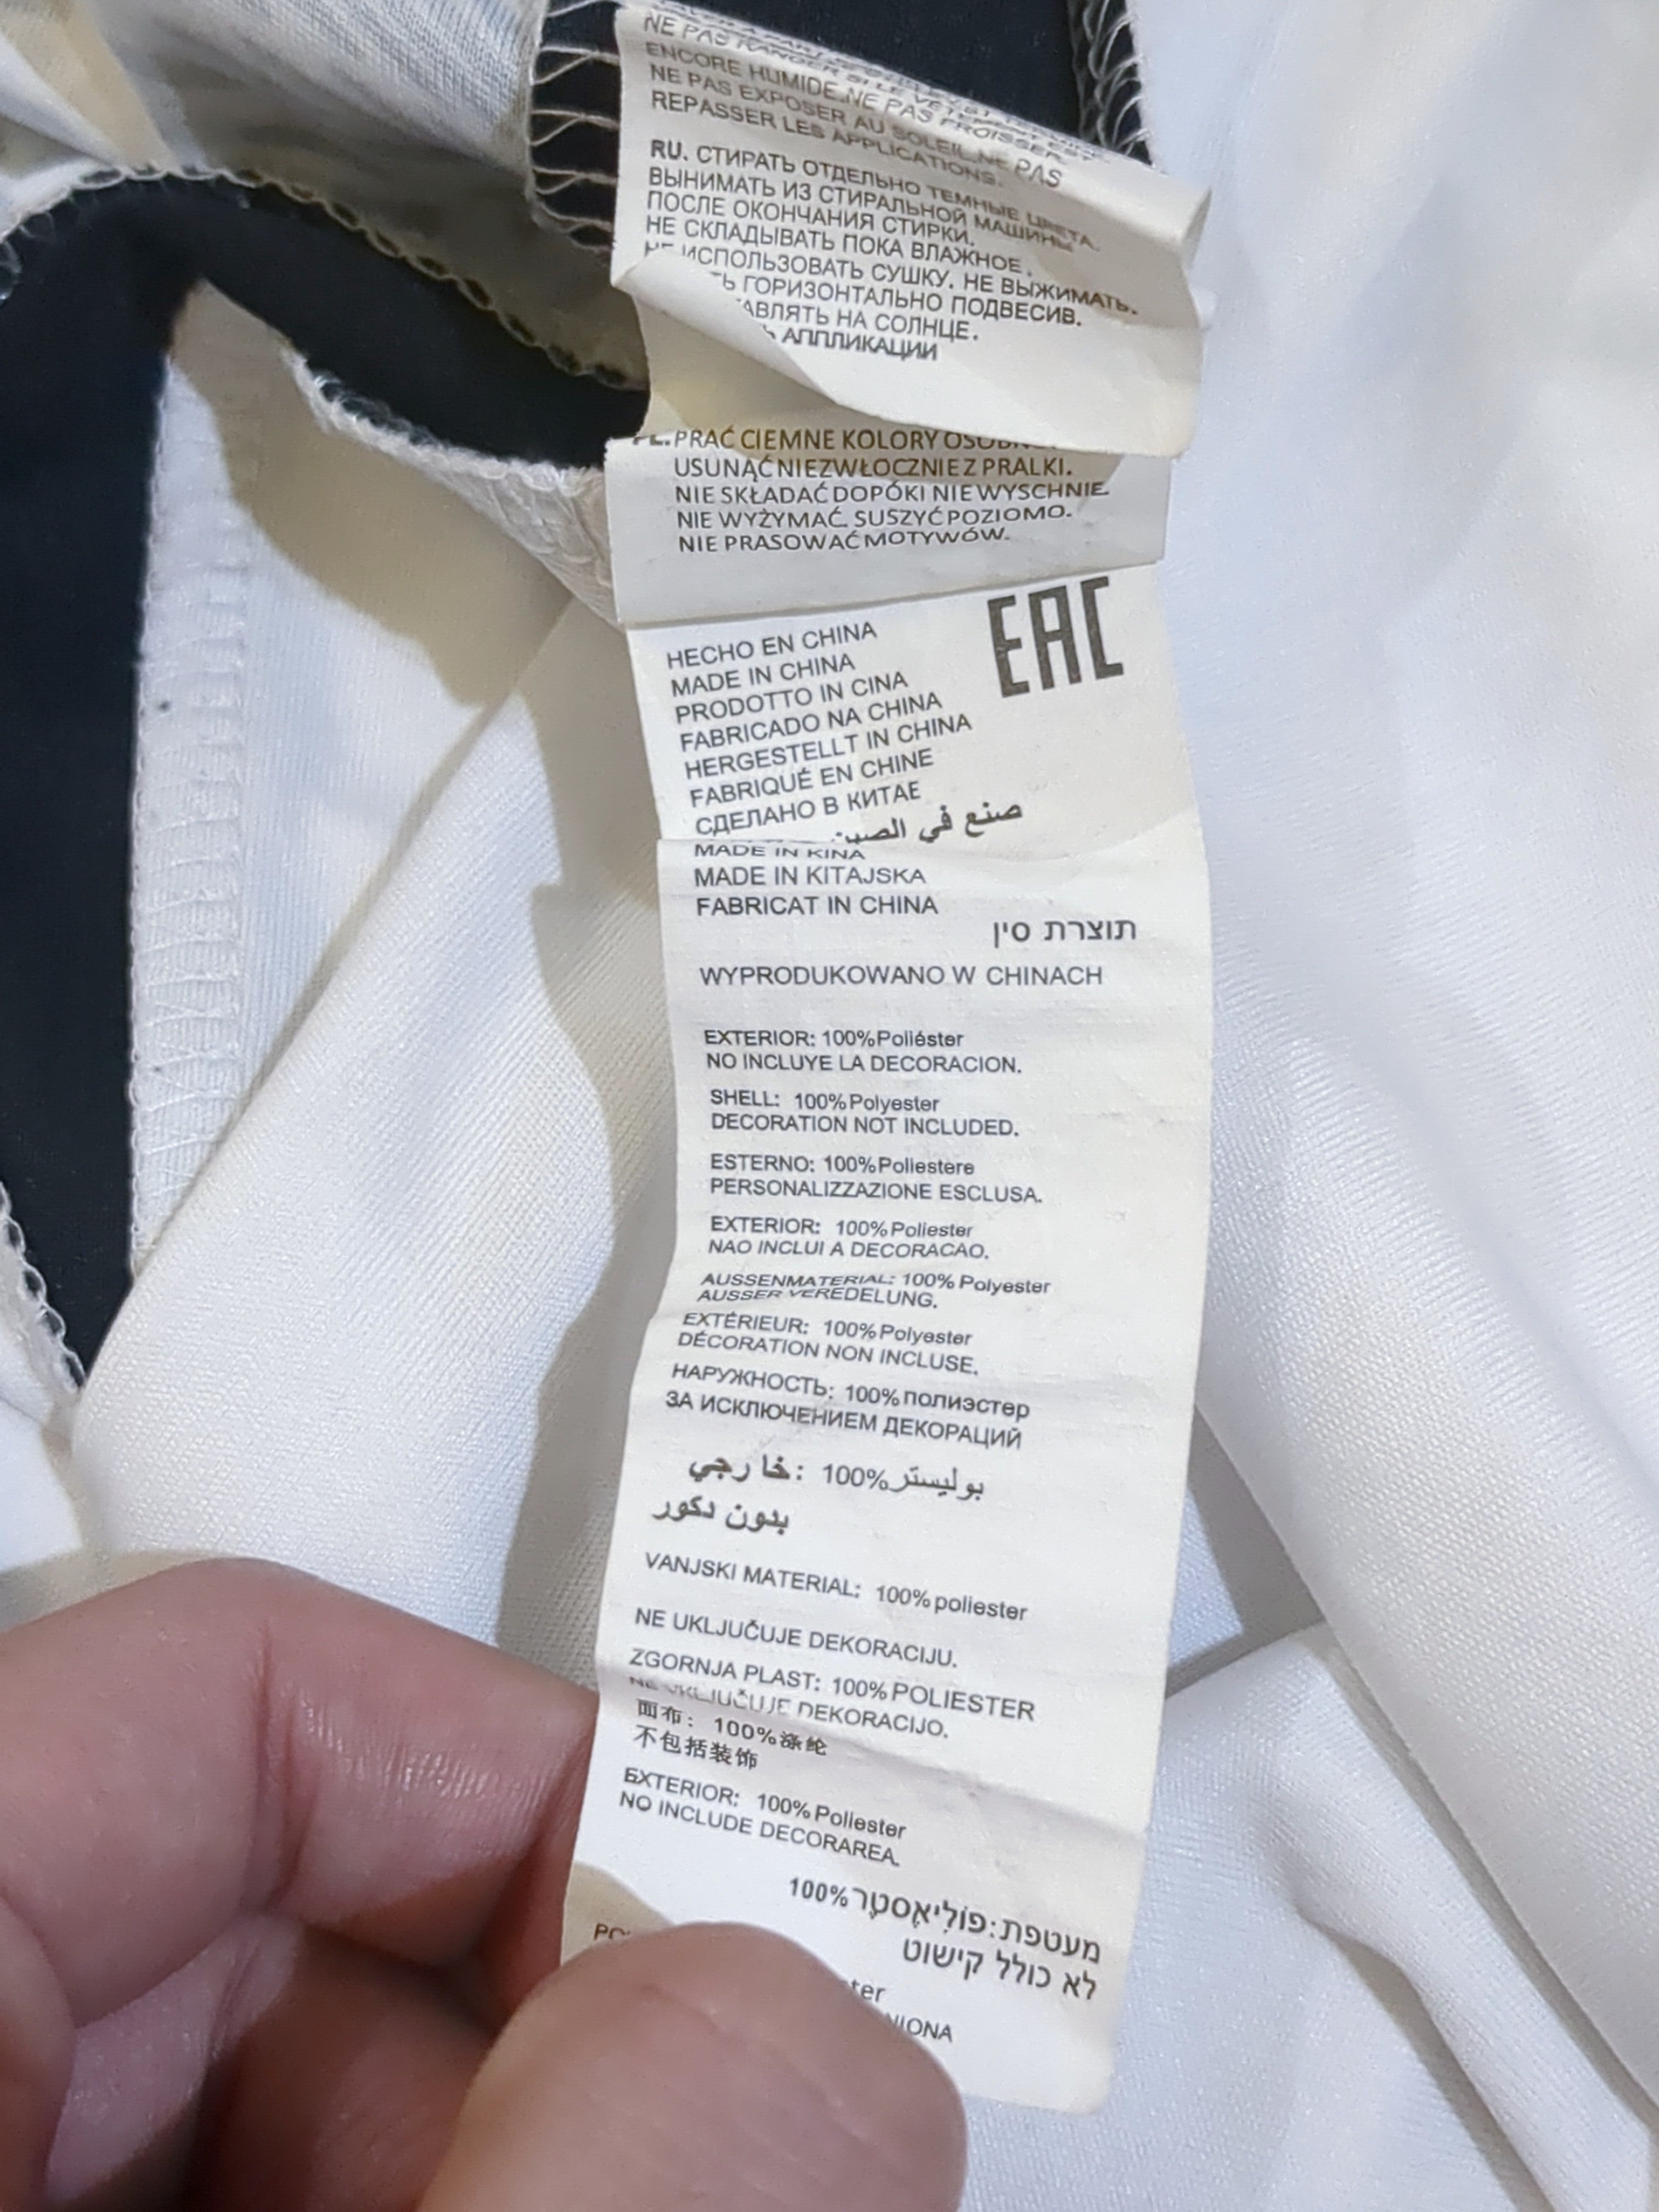 NE PAS RANGER SI LE VETEMENT EST
ENCORE HUMIDE.NE PAS FROISSER.
NE PAS EXPOSER AU SOLEIL.NE PAS
REPASSER LES APPLICATIONS.
RU. СТИРАТЬ ОТДЕЛЬНО ТЕМНЫЕ ЦВЕТА.
ВЫНИМАТЬ ИЗ СТИРАЛЬНОЙ МАШИНЫ
ПОСЛЕ ОКОНЧАНИЯ СТИРКИ.
НЕ СКЛАДЫВАТЬ ПОКА ВЛАЖНОЕ.
НЕ ИСПОЛЬЗОВАТЬ СУШКУ. НЕ ВЫЖИМАТЬ.
ГОРИЗОНТАЛЬНО ПОДВЕСИВ.
НА СОЛНЦЕ.
АППЛИКАЦИИ
PL.PRAĆ CIEMNE KOLORY
USUNĄĆ NIEZWŁOCZNIE Z PRALKI.
NIE SKŁADAĆ DOPÓKI NIE WYSCHNIE.
NIE WYŻYMAĆ. SUSZYĆ POZIOMO.
NIE PRASOWAĆ MOTYWÓW.
EAC
HECHO EN CHINA
MADE IN CHINA
PRODOTTO IN CINA
FABRICADO NA CHINA
HERGESTELLT IN CHINA
FABRIQUÉ EN CHINE
СДЕЛАНО В КИТАЕ
صنع في الصين
MADE IN KINA
MADE IN KITAJSKA
FABRICAT IN CHINA
תוצרת סין
WYPRODUKOWANO W CHINACH
EXTERIOR: 100%Poliéster
NO INCLUYE LA DECORACION.
SHELL: 100%Polyester
DECORATION NOT INCLUDED.
ESTERNO: 100%Poliestere
PERSONALIZZAZIONE ESCLUSA.
EXTERIOR: 100%Poliester
NAO INCLUI A DECORACAO.
AUSSENMATERIAL: 100% Polyester
AUSSER VEREDELUNG.
EXTÉRIEUR: 100%Polyester
DÉCORATION NON INCLUSE.
НАРУЖНОСТЬ: 100%полиэстер
ЗА ИСКЛЮЧЕНИЕМ ДЕКОРАЦИЙ
خارجي: 100%بوليستر
بدون دكور
VANJSKI MATERIAL: 100%poliester
NE UKLJUČUJE DEKORACIJU.
ZGORNJA PLAST: 100%POLIESTER
NE VKLJUČUJE DEKORACIJO.
面布: 100%涤纶
不包括装饰
EXTERIOR: 100%Poliester
NO INCLUDE DECORAREA.
מעטפת:פּוֹלִיאֶסטֶר100%
לא כולל קישוט